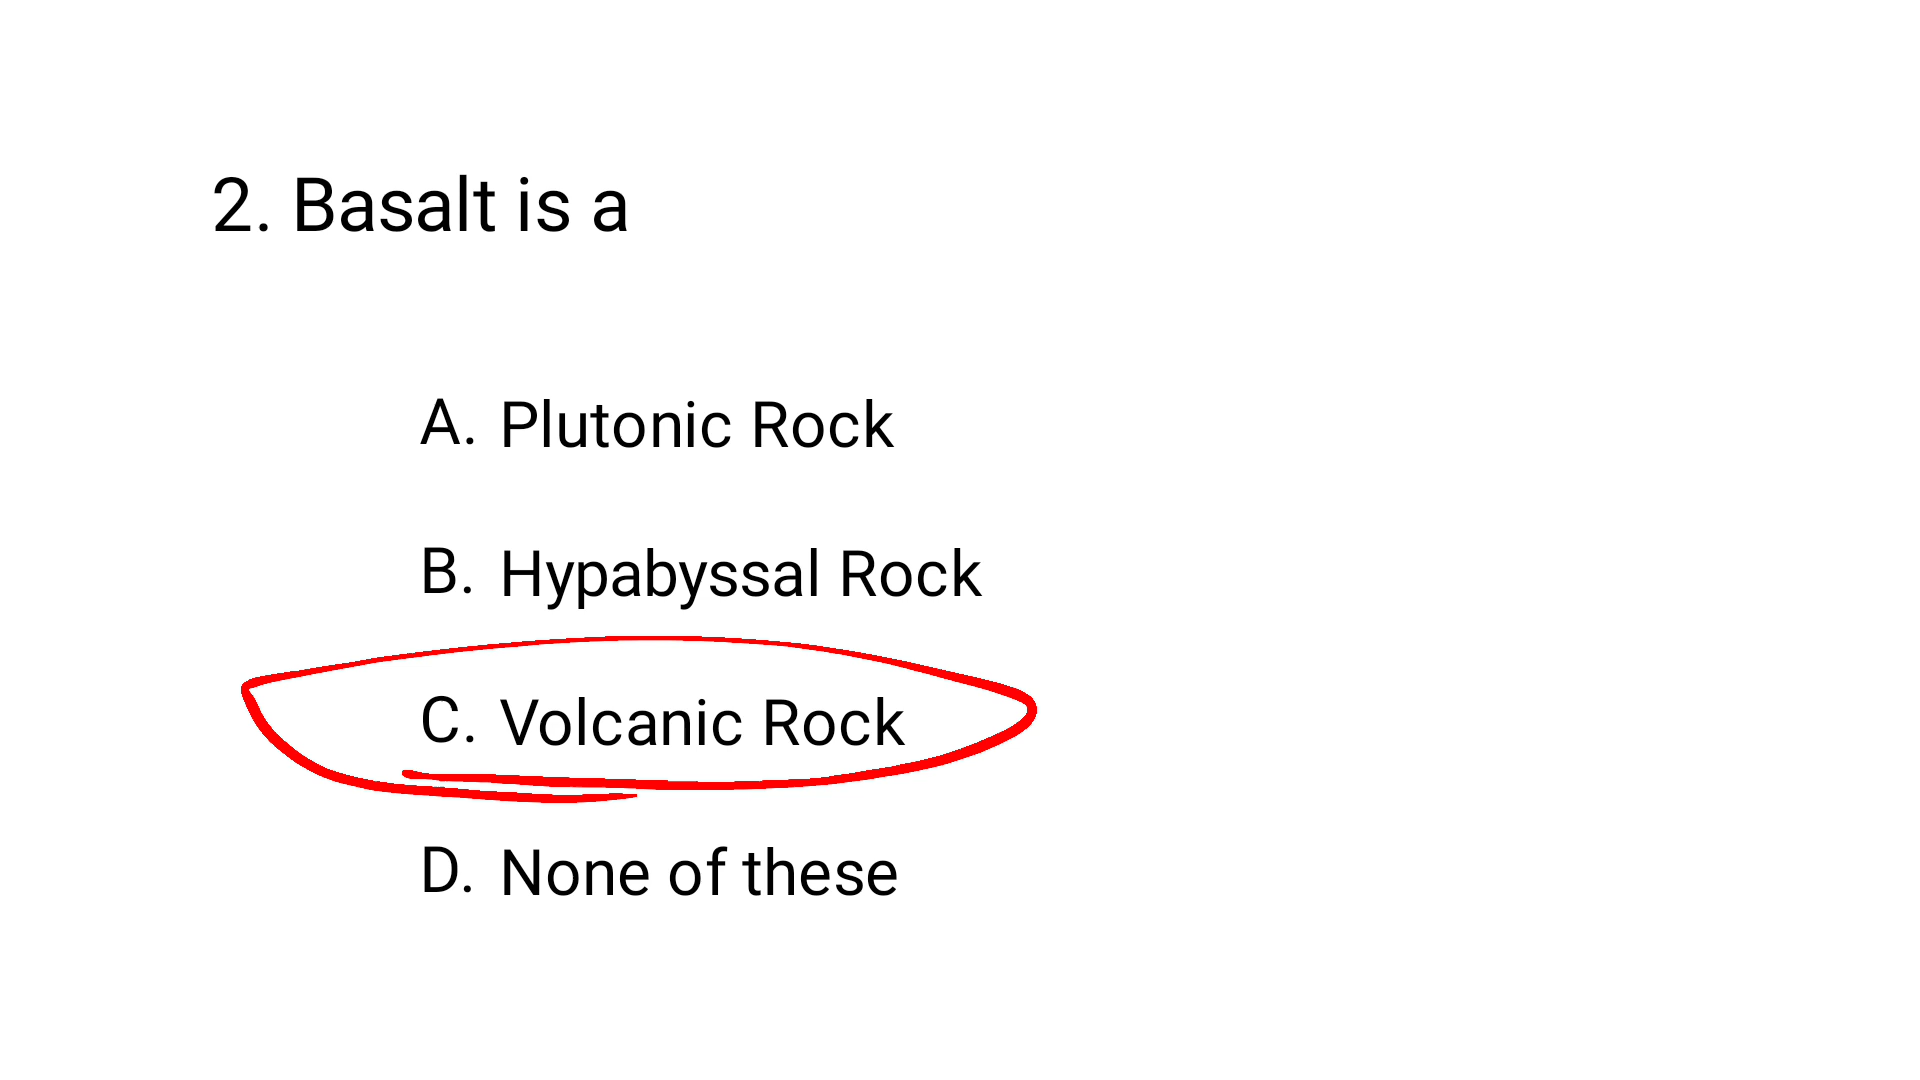 2. Basalt is a
A. Plutonic Rock
B. Hypabyssal Rock
C. Volcanic Rock
D. None of these